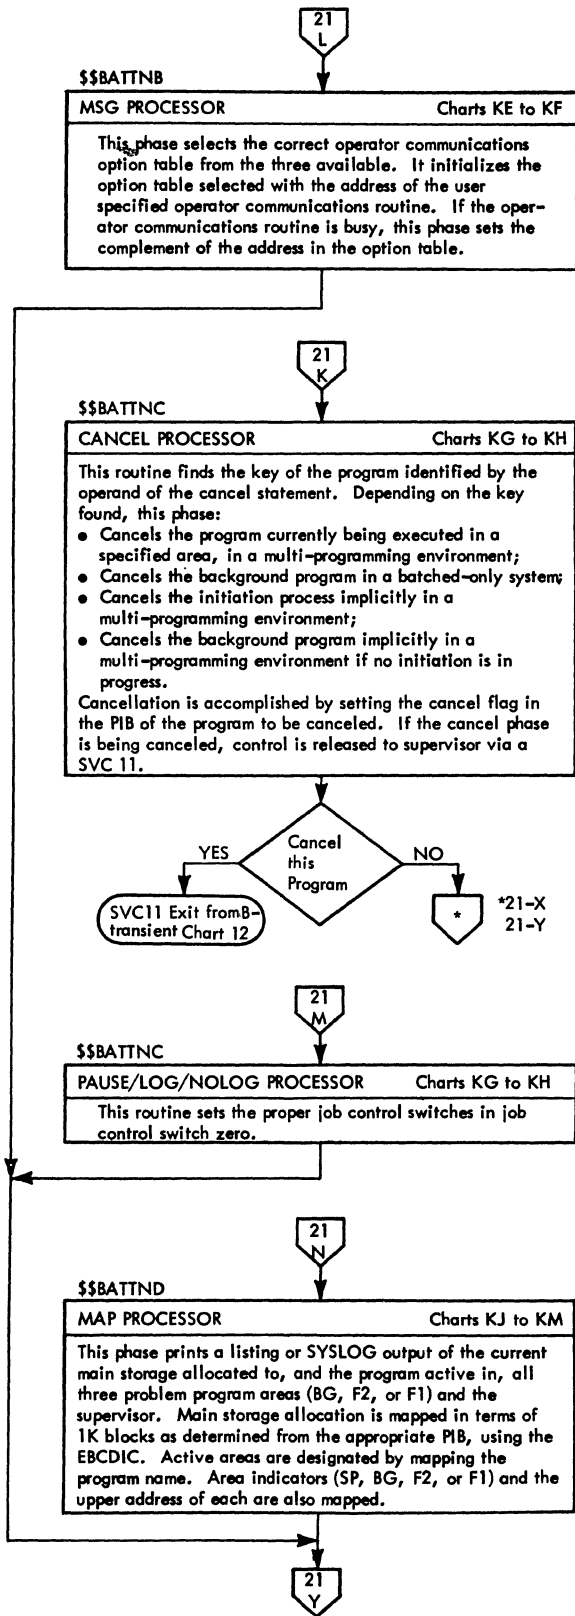 21
L
$$BATTNB
MSG PROCESSOR Charts KE to KF
This phase selects the correct operator communications
option table from the three available. It initializes the
option table selected with the address of the user
specified operator communications routine. If the oper-
ator communications routine is busy, this phase sets the
complement of the address in the option table.
21
K
$$BATTNC
CANCEL PROCESSOR Charts KG to KH
This routine finds the key of the program identified by the
operand of the cancel statement. Depending on the key
found, this phase:
● Cancels the program currently being executed in a
specified area, in a multi-programming environment;
● Cancels the background program in a batched-only system;
● Cancels the initiation process implicitly in a
multi-programming environment;
● Cancels the background program implicitly in a
multi-programming environment if no initiation is in
progress.
Cancellation is accomplished by setting the cancel flag in
the PIB of the program to be canceled. If the cancel phase
is being canceled, control is released to supervisor via a
SVC 11.
Cancel
this
Program
YES
NO
SVC11 Exit fromB-
transient Chart 12
*
*21-X
21-Y
21
M
$$BATTNC
PAUSE/LOG/NOLOG PROCESSOR Charts KG to KH
This routine sets the proper job control switches in job
control switch zero.
21
N
$$BATTND
MAP PROCESSOR Charts KJ to KM
This phase prints a listing or SYSLOG output of the current
main storage allocated to, and the program active in, all
three problem program areas (BG, F2, or F1) and the
supervisor. Main storage allocation is mapped in terms of
1K blocks as determined from the appropriate PIB, using the
EBCDIC. Active areas are designated by mapping the
program name. Area indicators (SP, BG, F2, or F1) and the
upper address of each are also mapped.
21
Y